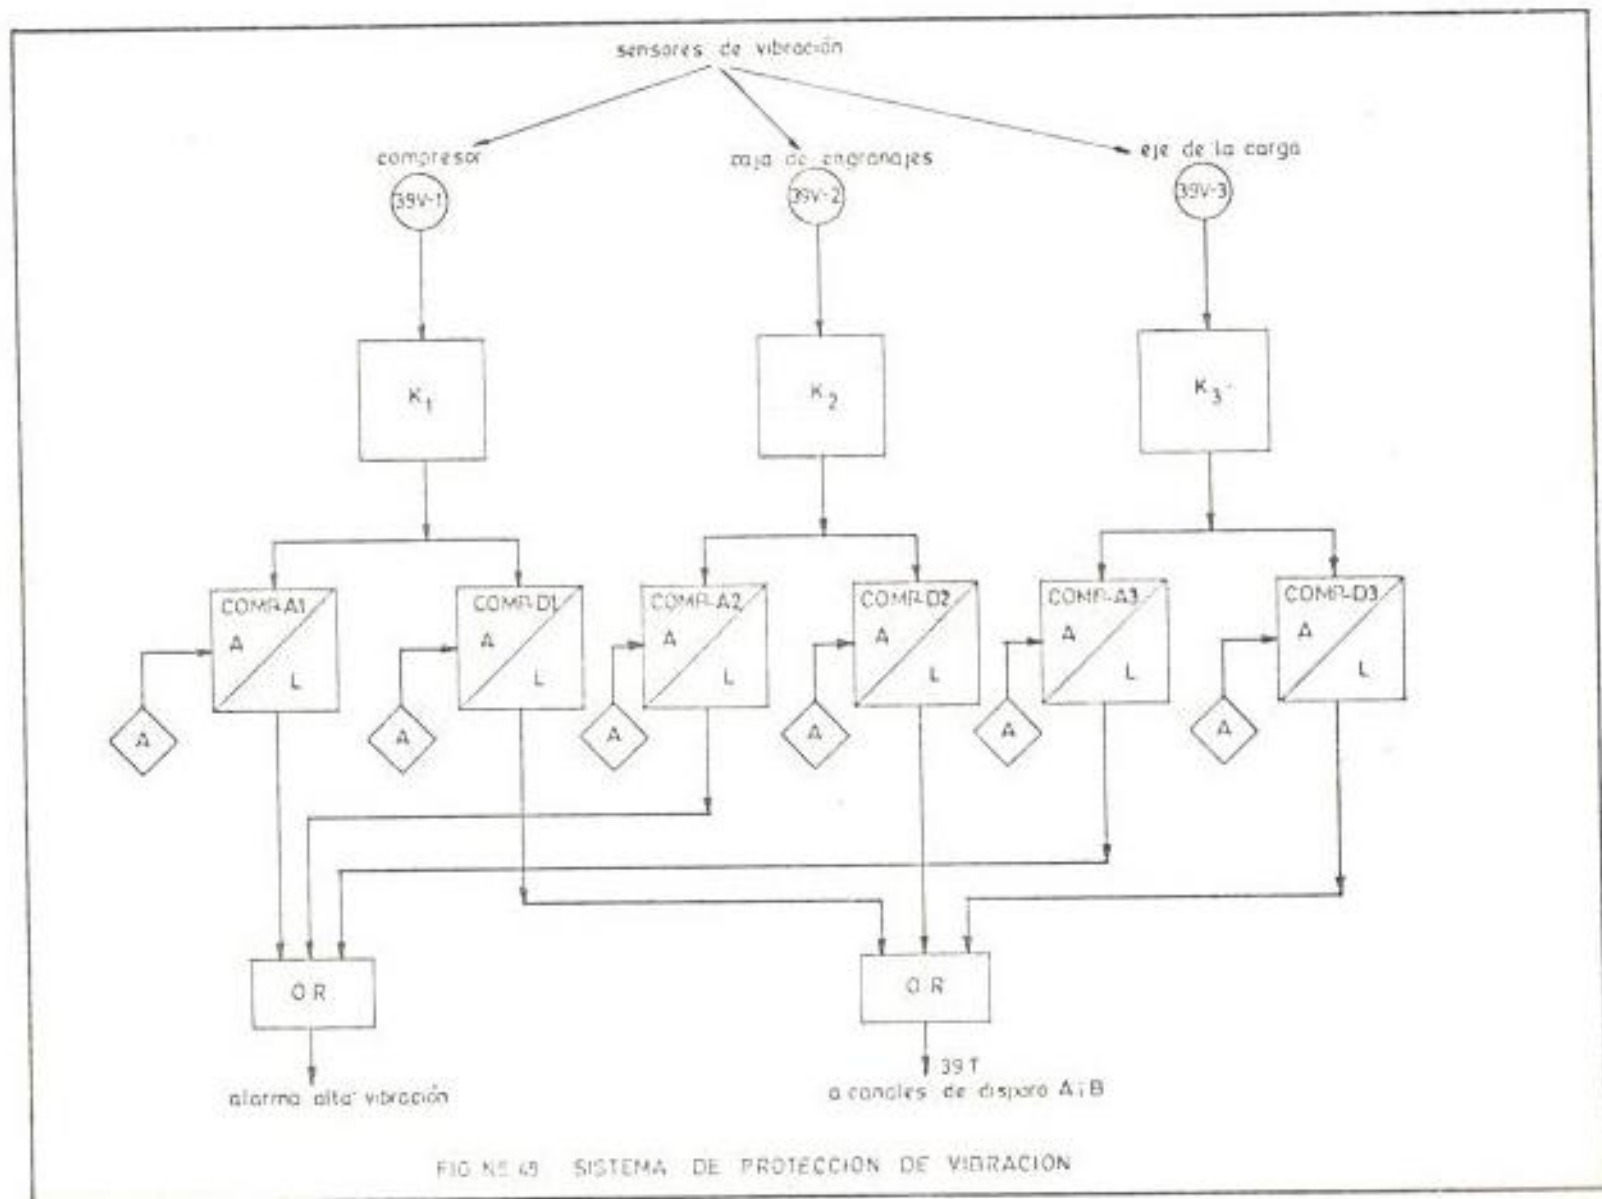 sensores de vibración
compresor
caja de engranajes
eje de la carga
39V-1
39V-2
39V-3
K1
K2
K3
COMP-A1
COMP-D1
COMP-A2
COMP-D2
COMP-A3
COMP-D3
A
A
A
A
A
A
L
L
L
L
L
L
A
A
A
A
A
A
OR
OR
39T
alarma alta vibración
a canales de disparo A i B
FIG Nº 49 SISTEMA DE PROTECCION DE VIBRACION